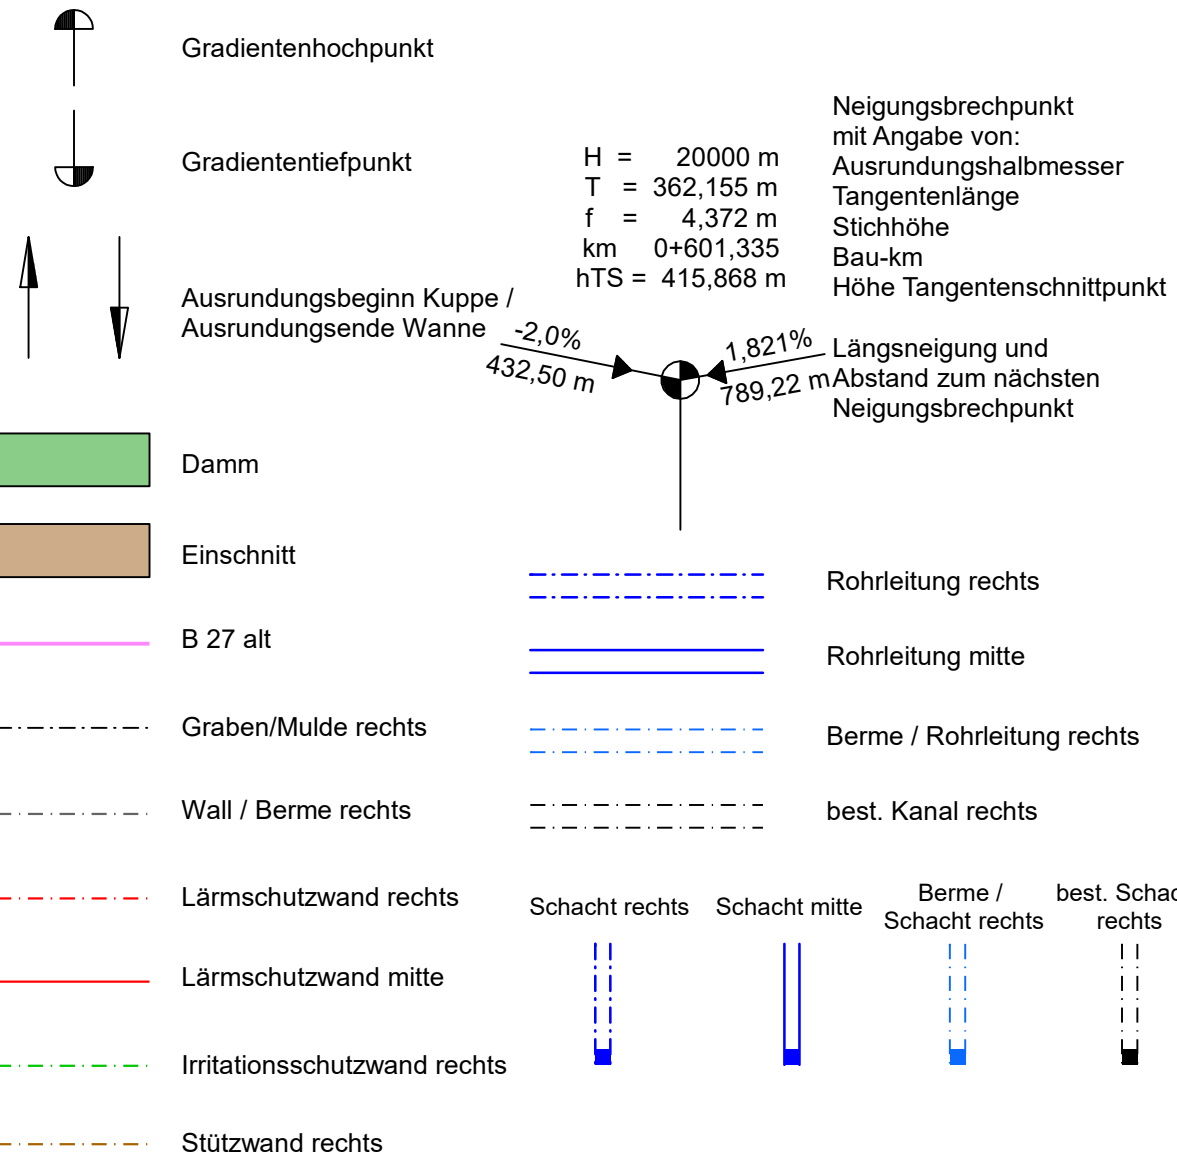 Gradientenhochpunkt
Gradiententiefpunkt
Ausrundungsbeginn Kuppe /
Ausrundungsende Wanne
H = 20000 m
T = 362,155 m
f = 4,372 m
km 0+601,335
hTS = 415,868 m
Neigungsbrechpunkt
mit Angabe von:
Ausrundungshalbmesser
Tangentenlänge
Stichhöhe
Bau-km
Höhe Tangentenschnittpunkt
-2,0%
432,50 m
1,821%
789,22 m
Längsneigung und
Abstand zum nächsten
Neigungsbrechpunkt
Damm
Einschnitt
B 27 alt
Graben/Mulde rechts
Wall / Berme rechts
Lärmschutzwand rechts
Lärmschutzwand mitte
Irritationsschutzwand rechts
Stützwand rechts
Rohrleitung rechts
Rohrleitung mitte
Berme / Rohrleitung rechts
best. Kanal rechts
Schacht rechts
Schacht mitte
Berme /
Schacht rechts
best. Schac
rechts